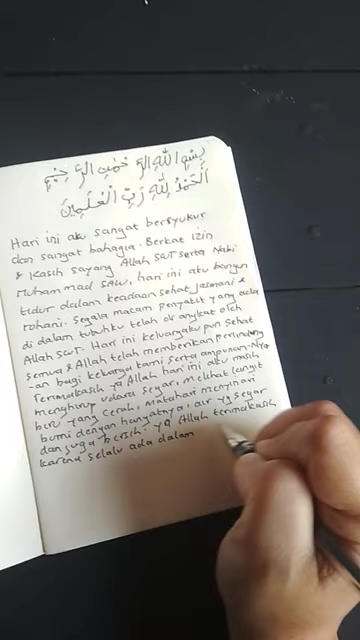 بِسْمِ اللهِ الرَّحْمٰنِ الرَّحِيْمِ
اَلْحَمْدُ لِلّٰهِ رَبِّ الْعٰلَمِيْنَ
Hari ini aku sangat bersyukur
dan sangat bahagia. Berkat izin
& kasih sayang Allah SWT serta Nabi
Muhammad SAW, hari ini aku bangun
tidur dalam keadaan sehat jasmani &
rohani. Segala macam penyakit yang ada
di dalam tubuhku telah di angkat oleh
Allah SWT. Hari ini keluargaku pun sehat
semua & Allah telah memberikan perlindung
-an bagi keluarga kami serta ampunan-Nya
Terimakasih ya Allah hari ini aku masih
menghirup udara segar, melihat langit
biru yang cerah, matahari menyinari
bumi dengan hangatnya, air yg segar
dan juga bersih. Ya Allah terimakasih
karena selalu ada dalam